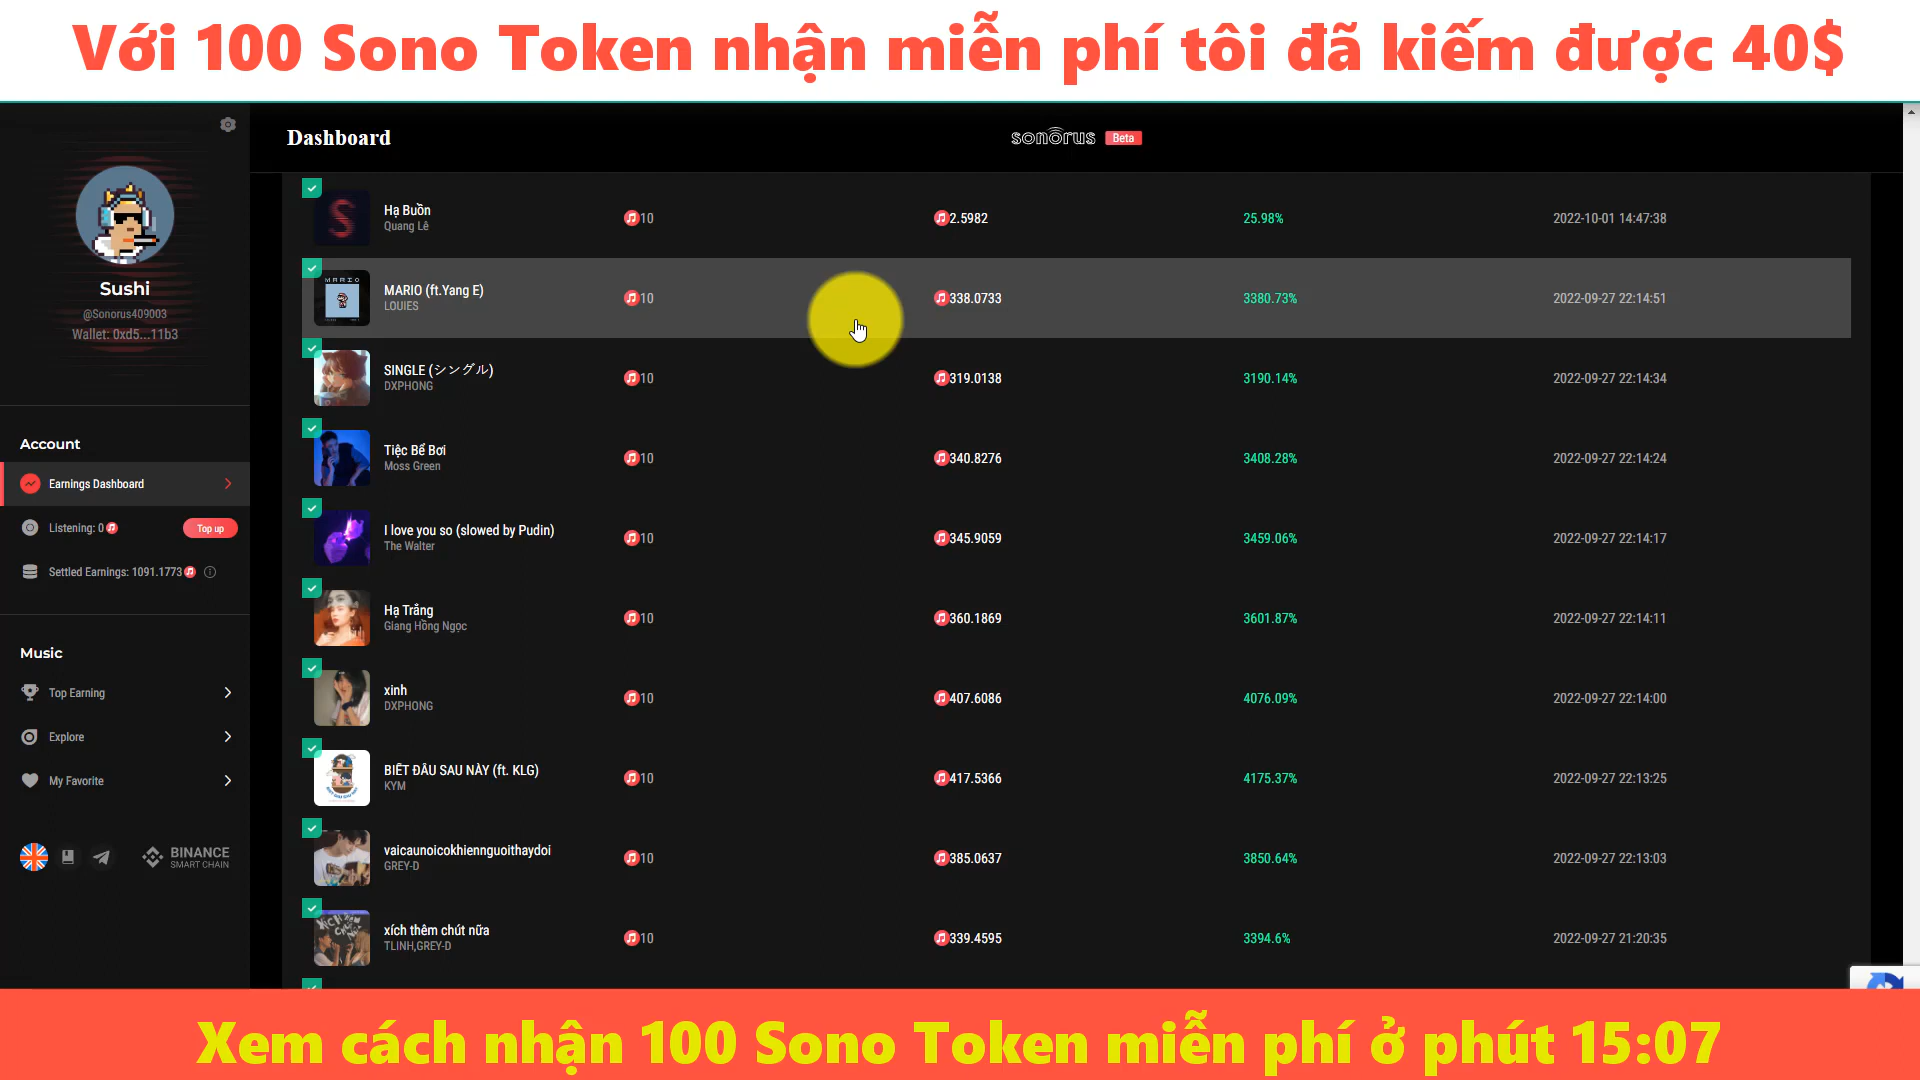 Với 100 Sono Token nhận miễn phí tôi đã kiếm được 40$
Dashboard
sonorus Beta
Sushi
@Sonorus409003
Wallet: 0xd5...11b3
Account
Earnings Dashboard
Listening: 0
Top up
Settled Earnings: 1091.1773
Music
Top Earning
Explore
My Favorite
BINANCE
SMART CHAIN
Hạ Buồn
Quang Lê
10 2.5982 25.98% 2022-10-01 14:47:38
MARIO
MARIO (ft.Yang E)
LOUIES
10 338.0733 3380.73% 2022-09-27 22:14:51
SINGLE (シングル)
DXPHONG
10 319.0138 3190.14% 2022-09-27 22:14:34
Tiệc Bể Bơi
Moss Green
10 340.8276 3408.28% 2022-09-27 22:14:24
I love you so (slowed by Pudin)
The Walter
10 345.9059 3459.06% 2022-09-27 22:14:17
Hạ Trắng
Giang Hồng Ngọc
10 360.1869 3601.87% 2022-09-27 22:14:11
xinh
DXPHONG
10 407.6086 4076.09% 2022-09-27 22:14:00
BIẾT ĐÂU SAU NÀY (ft. KLG)
KYM
10 417.5366 4175.37% 2022-09-27 22:13:25
vaicaunoicokhiennguoithaydoi
GREY-D
10 385.0637 3850.64% 2022-09-27 22:13:03
xích thêm chút nữa
TLINH,GREY-D
10 339.4595 3394.6% 2022-09-27 21:20:35
Xem cách nhận 100 Sono Token miễn phí ở phút 15:07